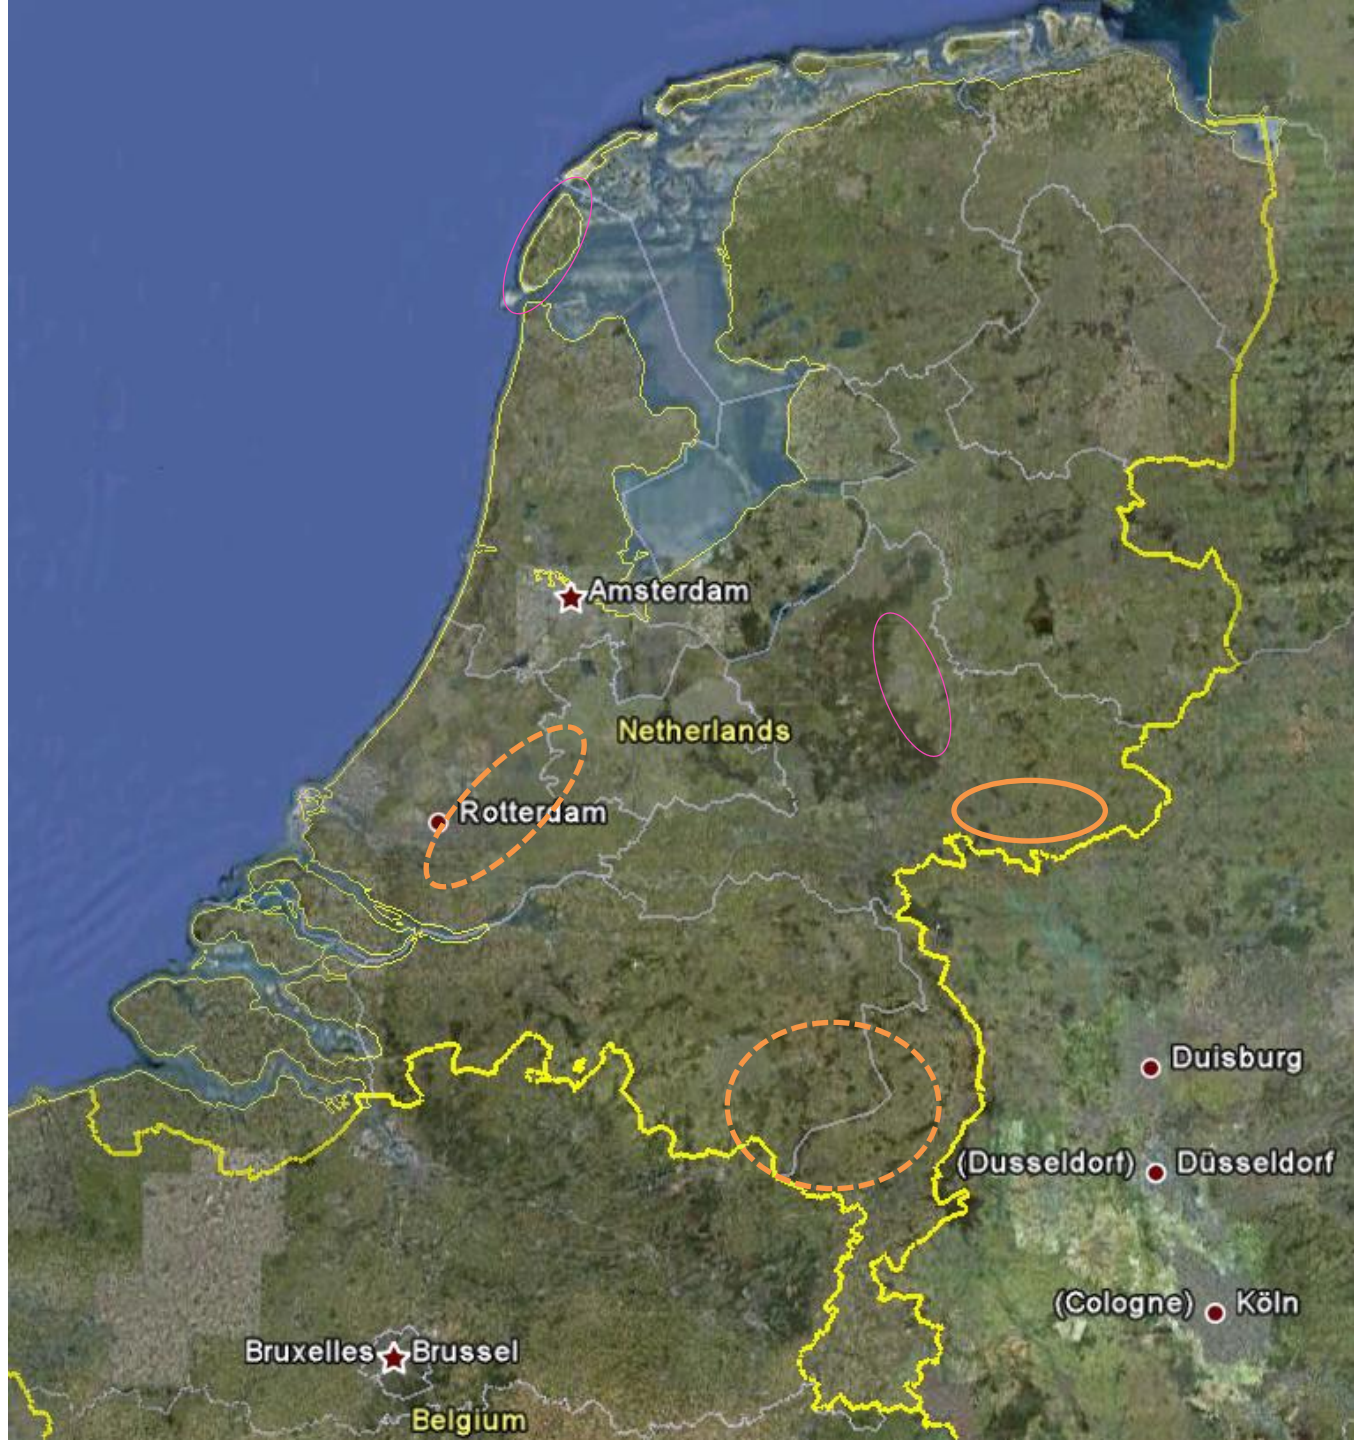 Amsterdam
Netherlands
Rotterdam
Duisburg
(Dusseldorf) Düsseldorf
(Cologne) Köln
Bruxelles Brussel
Belgium